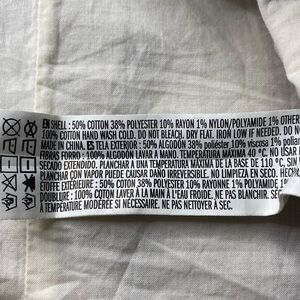 EN SHELL : 50% COTTON 38% POLYESTER 10% RAYON 1% NYLON/POLYAMIDE 1% OTHER
100% COTTON HAND WASH COLD. DO NOT BLEACH. DRY FLAT. IRON LOW IF NEEDED. DO NOT
MADE IN CHINA. ES TELA EXTERIOR : 50% ALGODÓN 38% poliéster 10% viscosa 1% poliam
FIBRAS FORRO : 100% ALGODÓN LAVAR A MANO. TEMPERATURA MÁXIMA 40 °C. NO USAR
SECADO EXTENDIDO. PLANCHAR A UNA TEMPERATURA MÁXIMA DE LA BASE DE 110 °C, SIN
PLANCHAR CON VAPOR PUEDE CAUSAR DANO IRREVERSIBLE. NO LIMPIEZA EN SECO. HECHO
ÉTOFFE EXTÉRIEURE : 50% COTON 38% POLYESTER 10% RAYONNE 1% POLYAMIDE
DOUBLURE : 100% COTON LAVER À LA MAIN À L'EAU FROIDE. NE PAS BLANCHIR.
À TEMPÉRATURE MODÉRÉE SI NÉCESSAIRE. NE PAS NETTOYER À SEC.